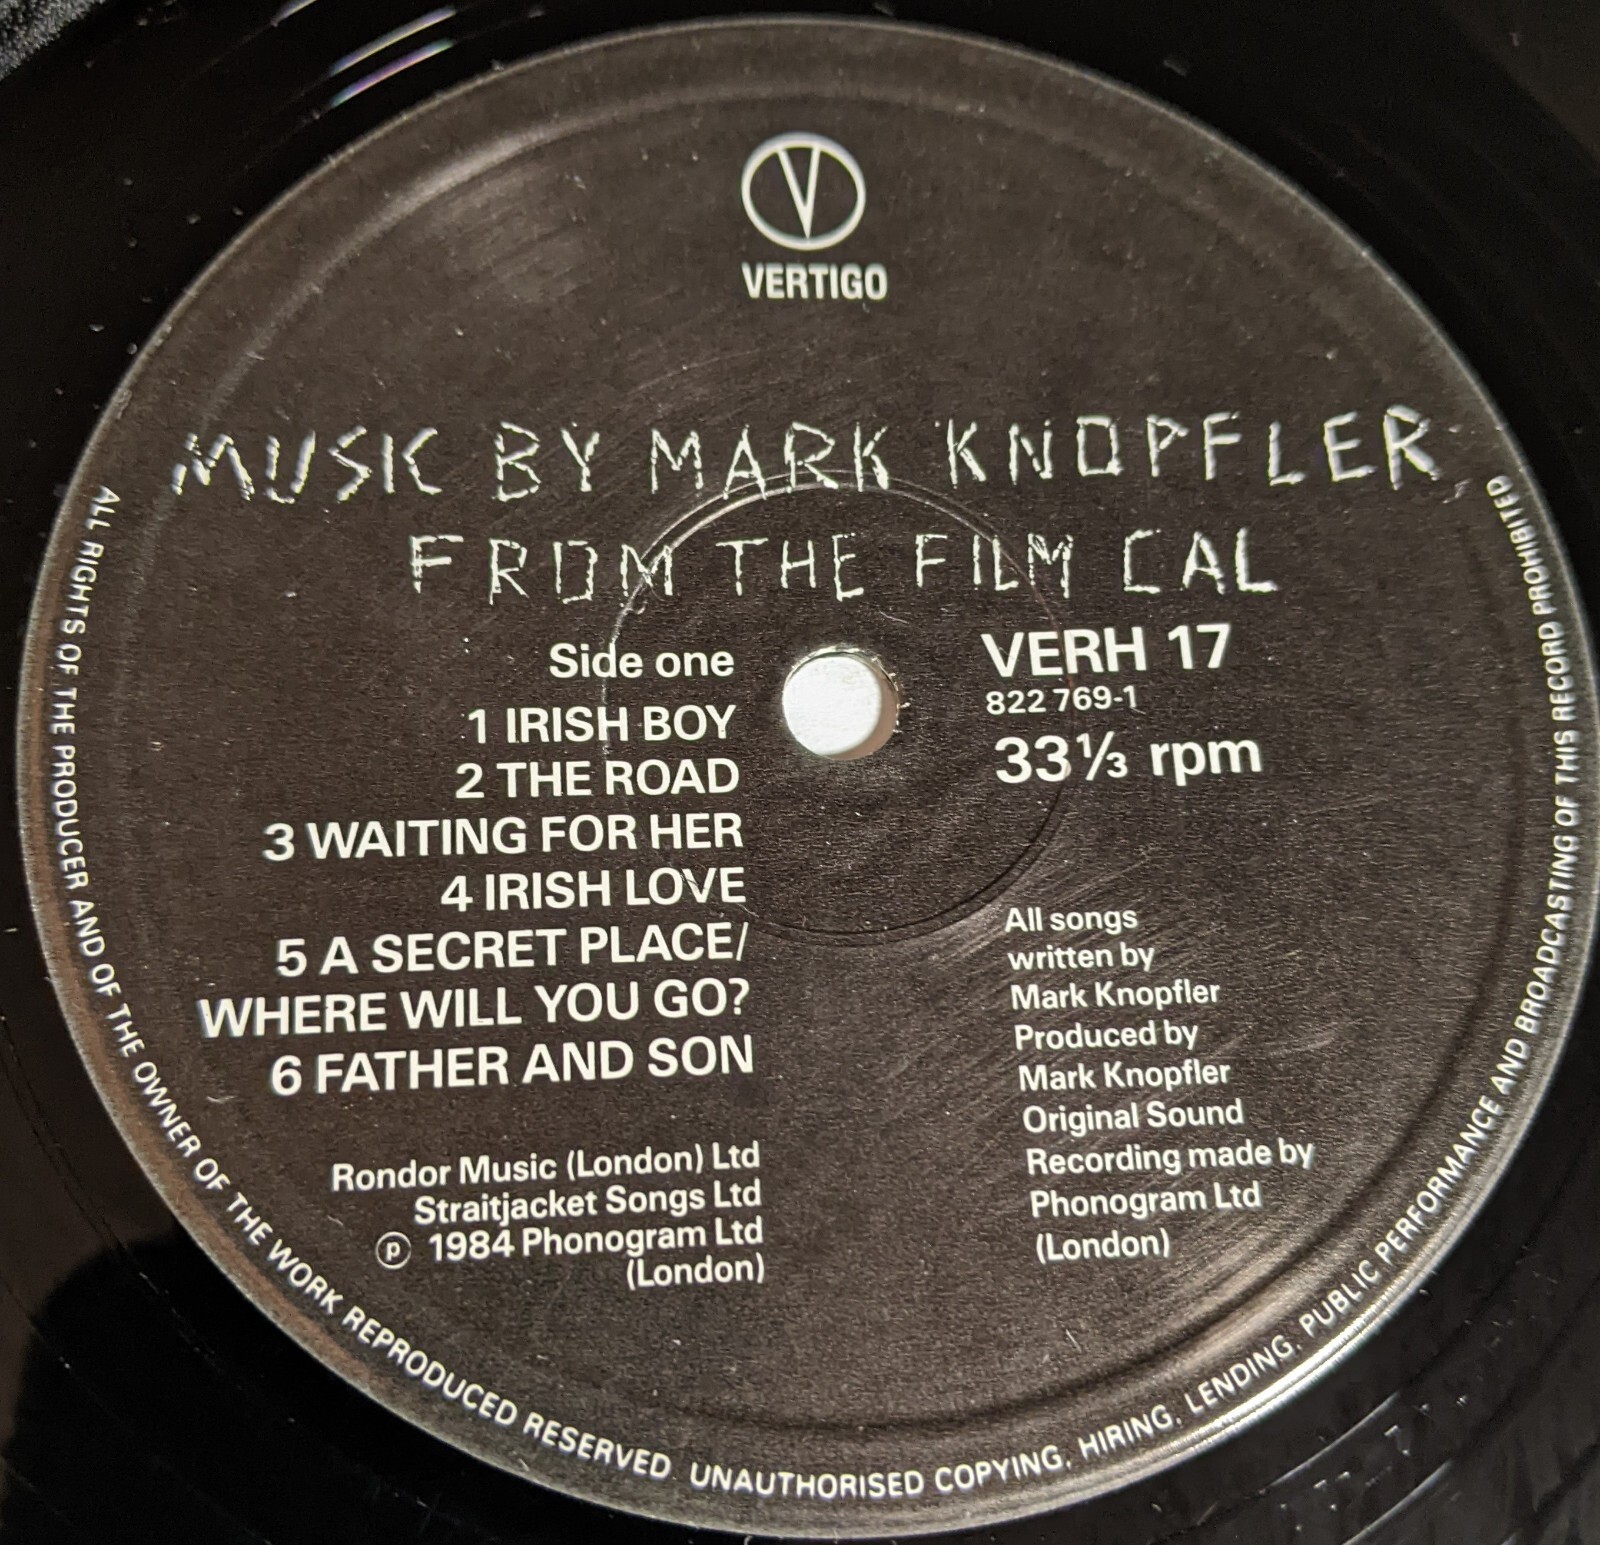 V
VERTIGO
MUSIC BY MARK KNOPFLER
FROM THE FILM CAL
Side one
1 IRISH BOY
2 THE ROAD
3 WAITING FOR HER
4 IRISH LOVE
5 A SECRET PLACE/
WHERE WILL YOU GO?
6 FATHER AND SON
Rondor Music (London) Ltd
Straitjacket Songs Ltd
℗ 1984 Phonogram Ltd
(London)
VERH 17
822 769-1
33⅓ rpm
All songs
written by
Mark Knopfler
Produced by
Mark Knopfler
Original Sound
Recording made by
Phonogram Ltd
(London)
ALL RIGHTS OF THE PRODUCER AND OF THE OWNER OF THE WORK REPRODUCED RESERVED. UNAUTHORISED COPYING, HIRING, LENDING, PUBLIC PERFORMANCE AND BROADCASTING OF THIS RECORD PROHIBITED